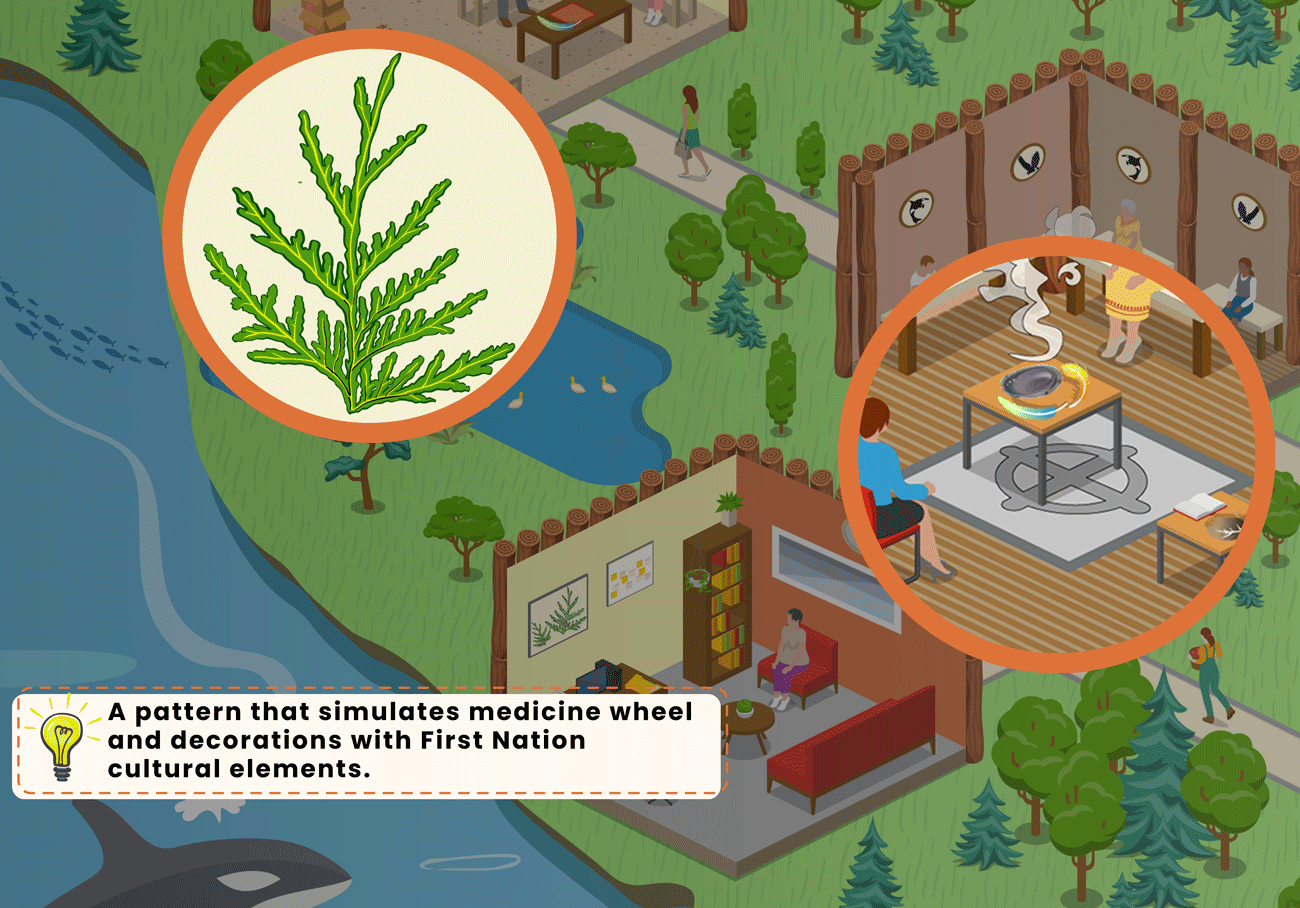 A pattern that simulates medicine wheel
and decorations with First Nation
cultural elements.